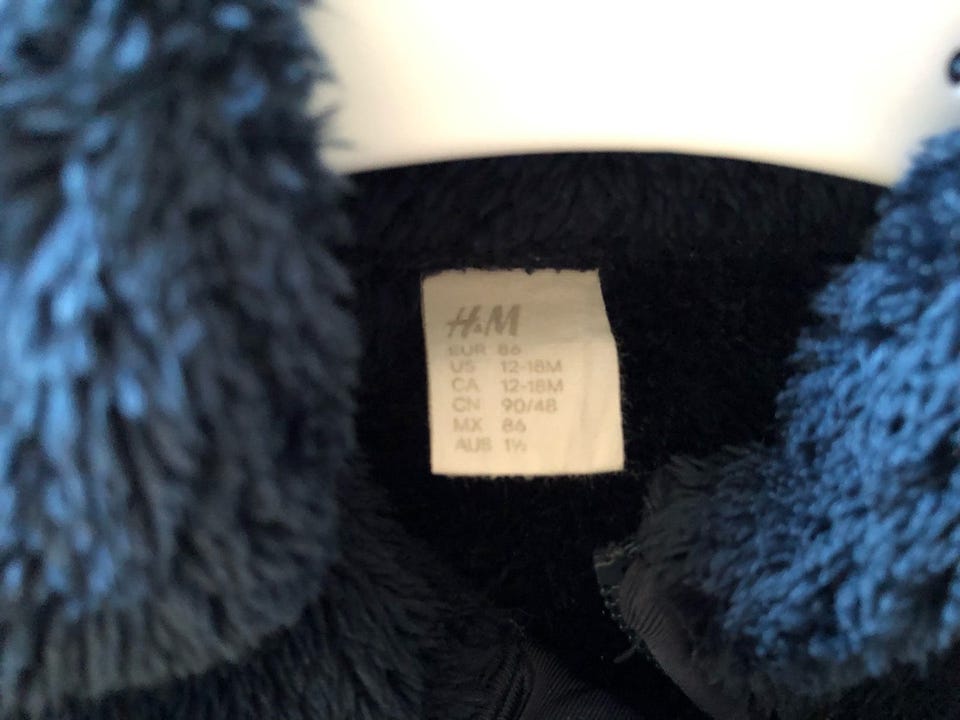 H&M
EUR 86
US 12-18M
CA 12-18M
CN 90/48
MX 86
AUS 1½